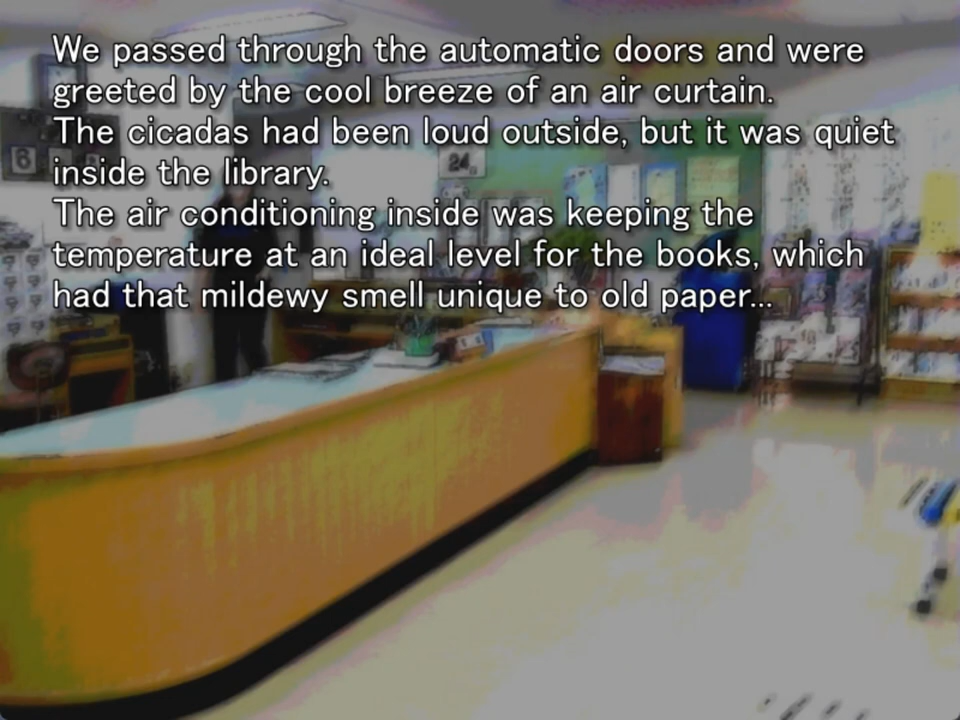 We passed through the automatic doors and were
greeted by the cool breeze of an air curtain.
The cicadas had been loud outside, but it was quiet
inside the library.
The air conditioning inside was keeping the
temperature at an ideal level for the books, which
had that mildewy smell unique to old paper...
6
24